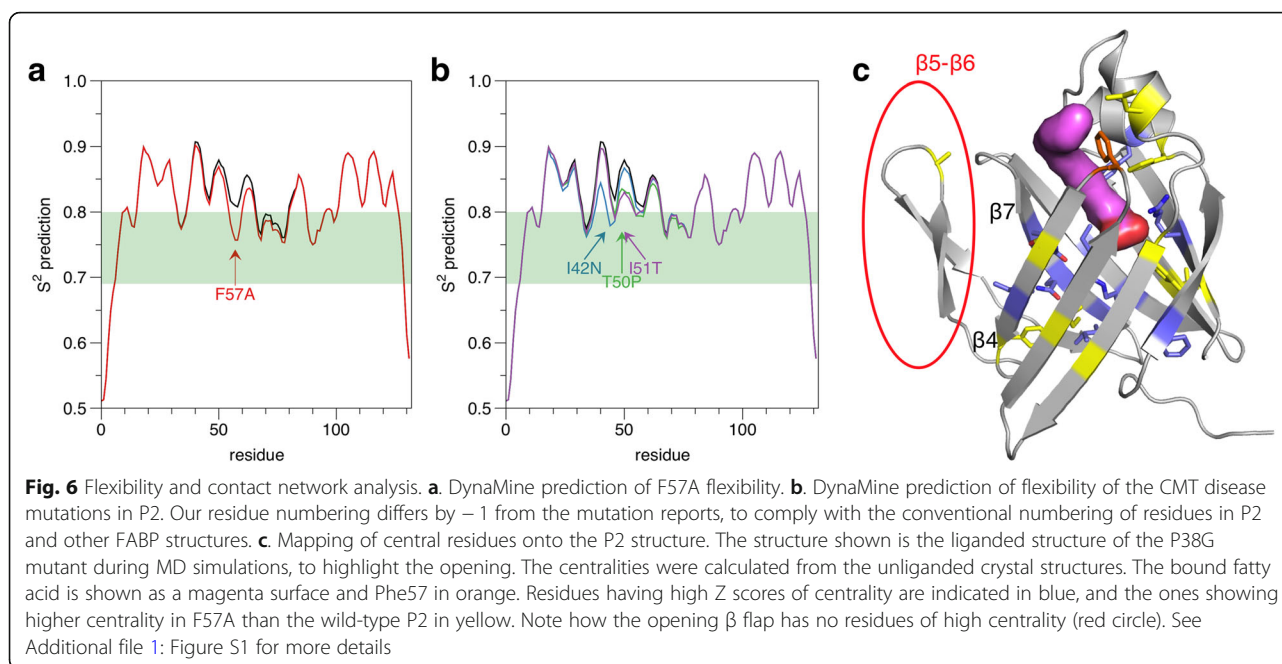 a
b
c
1.0
0.9
0.8
0.7
0.6
0.5
S² prediction
F57A
0
50
100
residue
1.0
0.9
0.8
0.7
0.6
0.5
S² prediction
I42N
I51T
T50P
0
50
100
residue
β5-β6
β7
β4
Fig. 6 Flexibility and contact network analysis. a. DynaMine prediction of F57A flexibility. b. DynaMine prediction of flexibility of the CMT disease
mutations in P2. Our residue numbering differs by − 1 from the mutation reports, to comply with the conventional numbering of residues in P2
and other FABP structures. c. Mapping of central residues onto the P2 structure. The structure shown is the liganded structure of the P38G
mutant during MD simulations, to highlight the opening. The centralities were calculated from the unliganded crystal structures. The bound fatty
acid is shown as a magenta surface and Phe57 in orange. Residues having high Z scores of centrality are indicated in blue, and the ones showing
higher centrality in F57A than the wild-type P2 in yellow. Note how the opening β flap has no residues of high centrality (red circle). See
Additional file 1: Figure S1 for more details